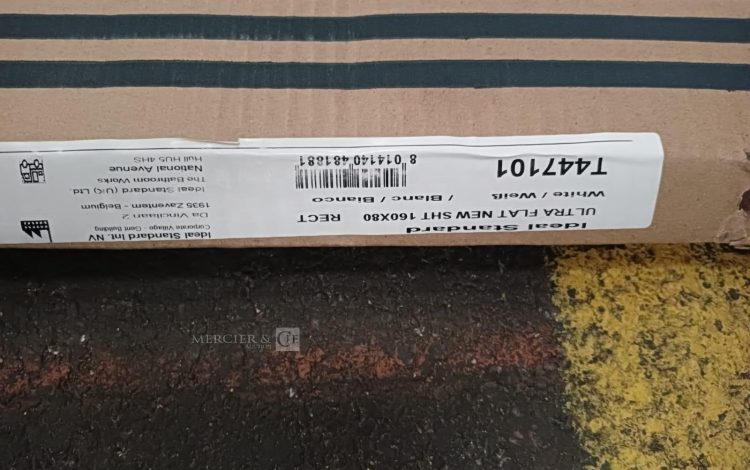 Ideal Standard
ULTRA FLAT NEW SHT 160X80 RECT
White / Weiß / Blanc / Bianco
T447101
8 014140 481881
Ideal Standard Int. NV
Corporate Village - Gent Building
Da Vincilaan 2
1935 Zaventem - Belgium
Ideal Standard (UK) Ltd.
The Bathroom Works
National Avenue
Hull HU5 4HS
MERCIER & CIE